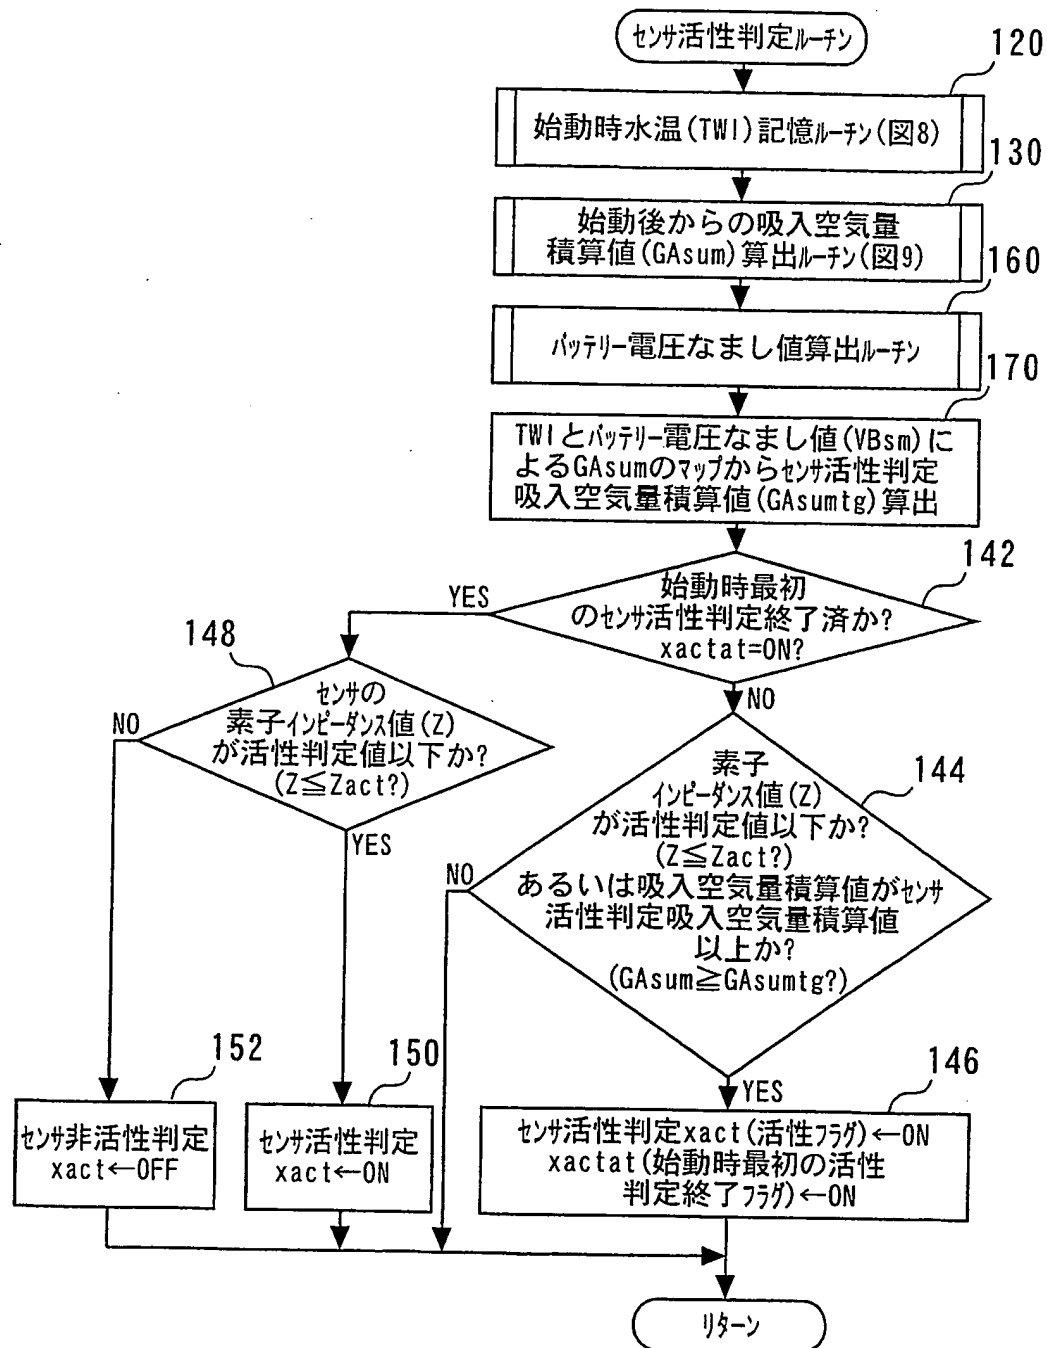 センサ活性判定ルーチン
120
始動時水温(TWI)記憶ルーチン(図8)
130
始動後からの吸入空気量
積算値(GAsum)算出ルーチン(図9)
160
バッテリー電圧なまし値算出ルーチン
170
TWIとバッテリー電圧なまし値(VBsm)に
よるGAsumのマップからセンサ活性判定
吸入空気量積算値(GAsumtg)算出
142
始動時最初
のセンサ活性判定終了済か?
xactat=ON?
YES
NO
148
センサの
素子インピーダンス値(Z)
が活性判定値以下か?
(Z≦Zact?)
NO
YES
144
素子
インピーダンス値(Z)
が活性判定値以下か?
(Z≦Zact?)
あるいは吸入空気量積算値がセンサ
活性判定吸入空気量積算値
以上か?
(GAsum≧GAsumtg?)
NO
YES
152
センサ非活性判定
xact←OFF
150
センサ活性判定
xact←ON
146
センサ活性判定xact(活性フラグ)←ON
xactat(始動時最初の活性
判定終了フラグ)←ON
リターン